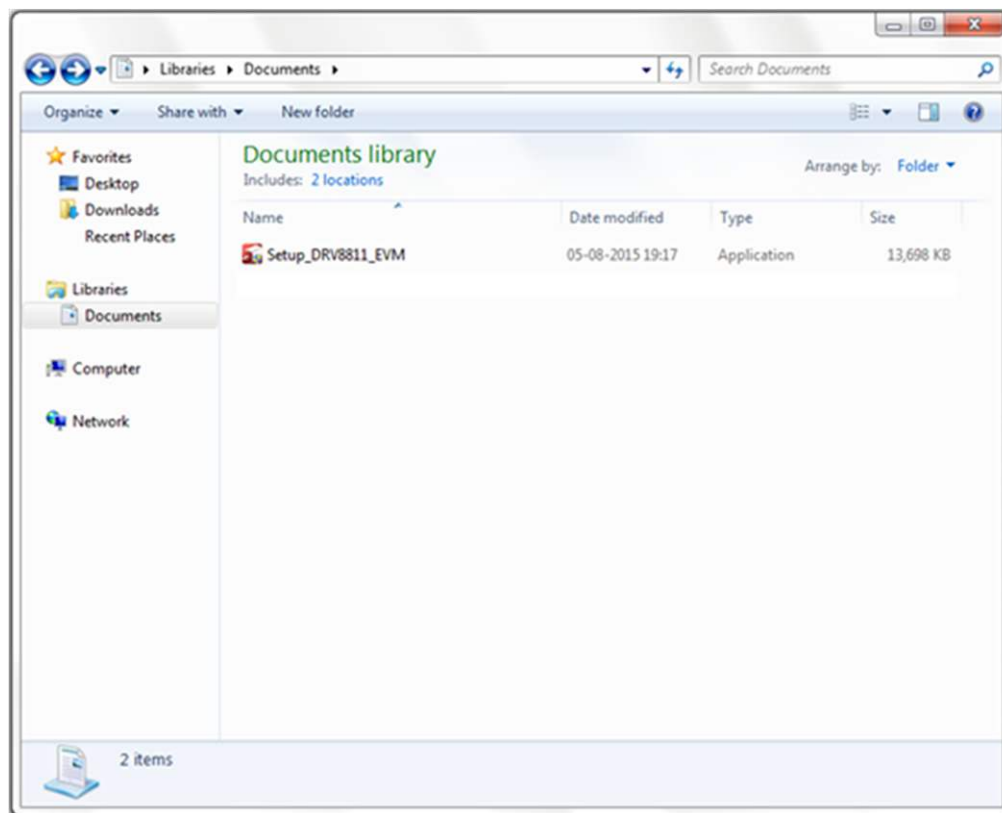 Libraries Documents
Search Documents
Organize Share with New folder
Favorites
Desktop
Downloads
Recent Places
Libraries
Documents
Computer
Network
Documents library
Includes: 2 locations
Arrange by: Folder
Name Date modified Type Size
Setup_DRV8811_EVM 05-08-2015 19:17 Application 13,698 KB
2 items